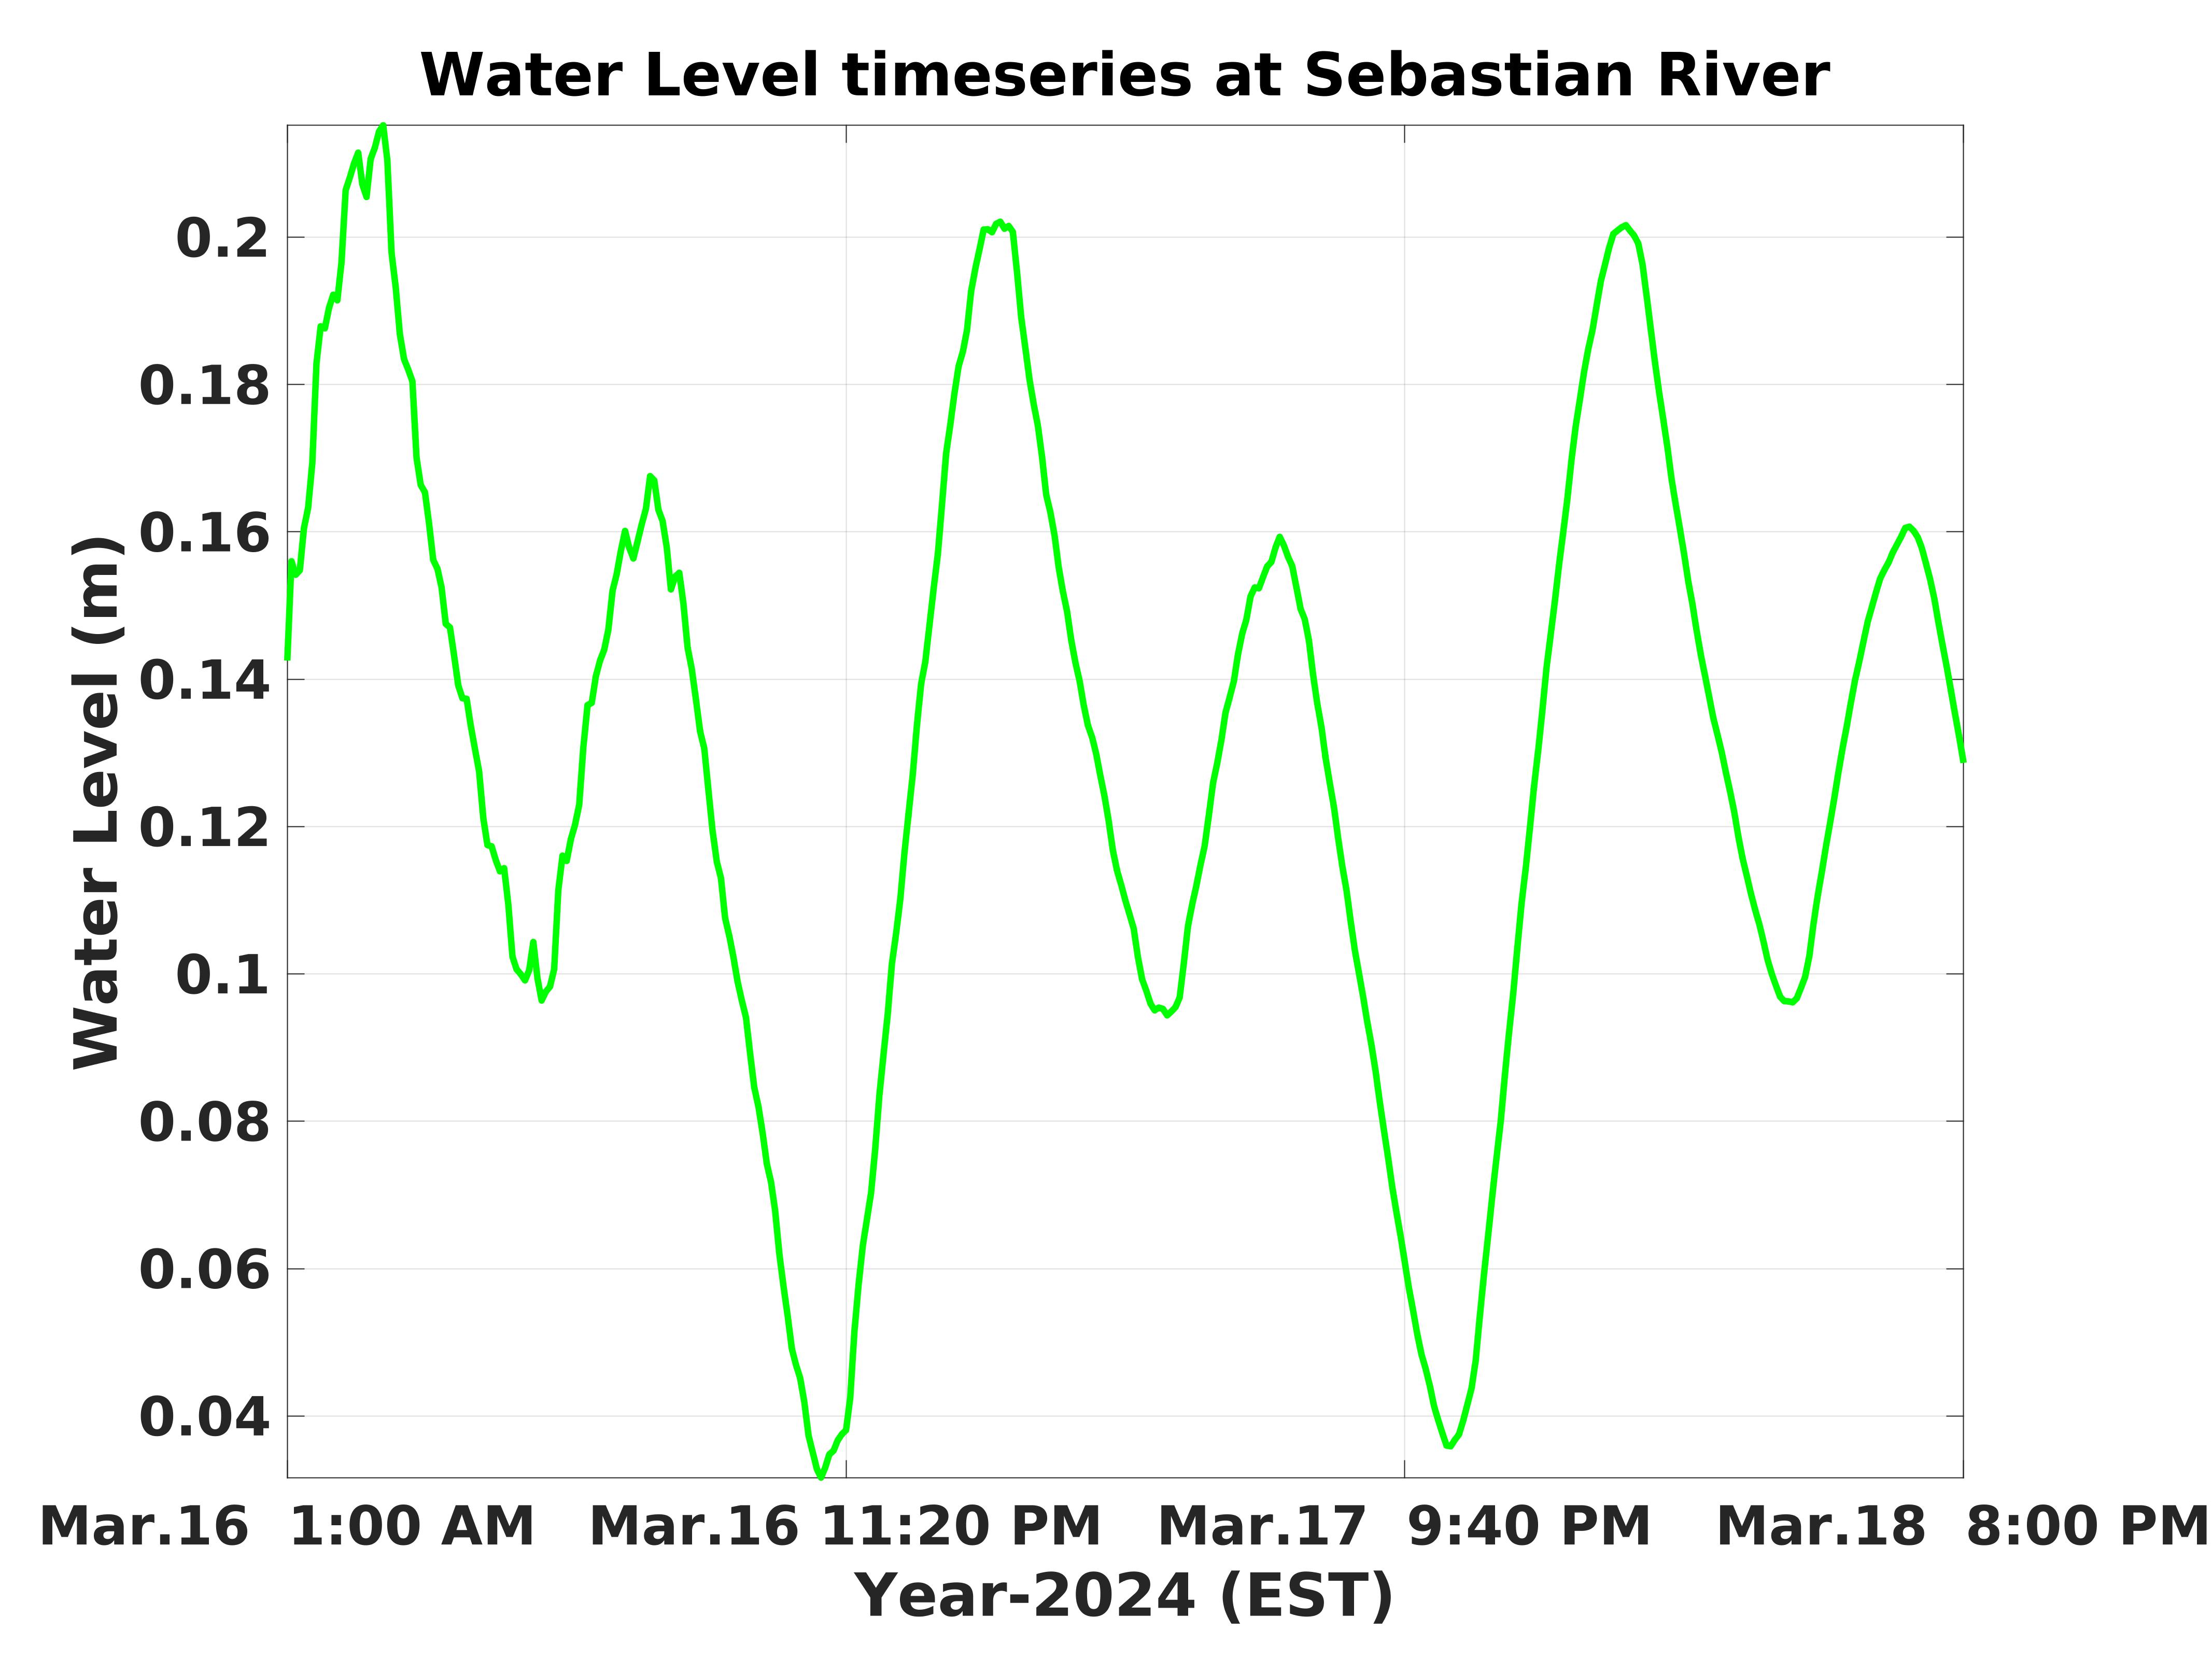 Water Level timeseries at Sebastian River
Water Level (m)
0.2
0.18
0.16
0.14
0.12
0.1
0.08
0.06
0.04
Mar.16 1:00 AM Mar.16 11:20 PM Mar.17 9:40 PM Mar.18 8:00 PM
Year-2024 (EST)